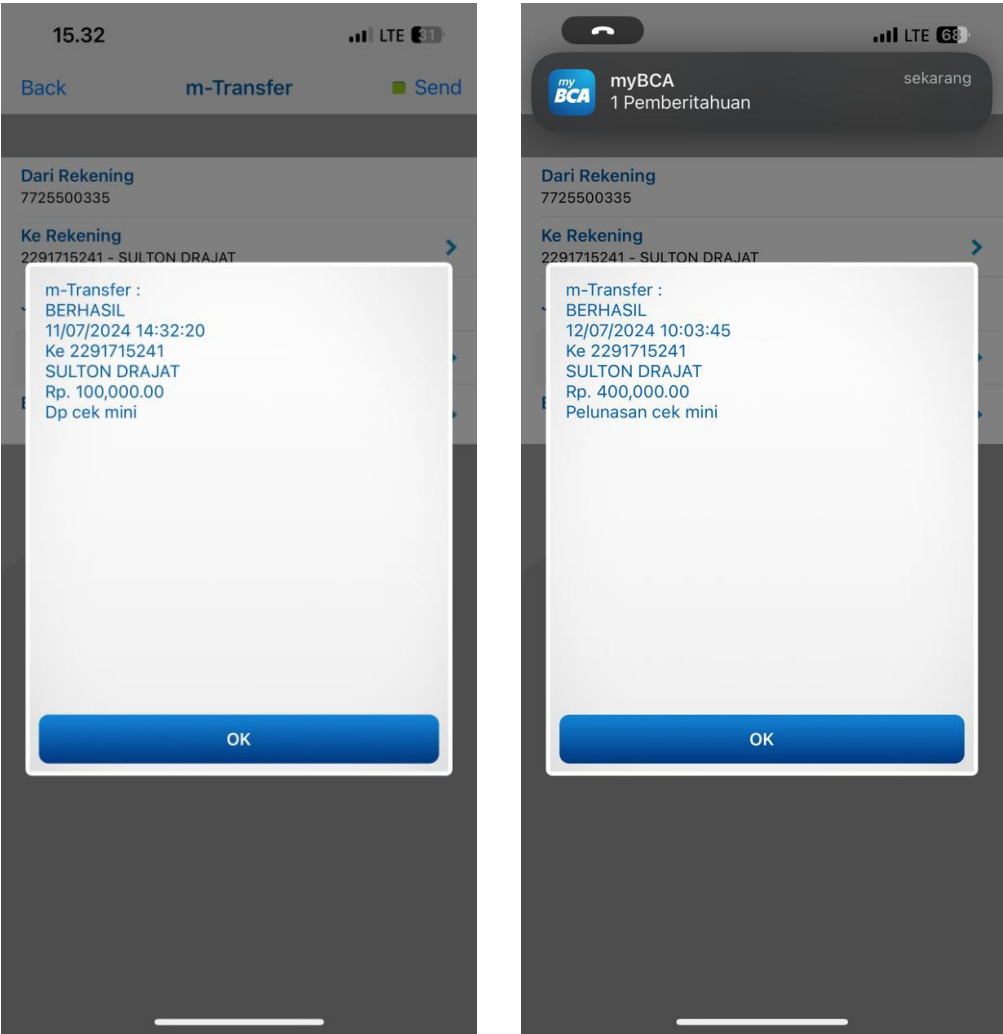 15.32
LTE 31
Back m-Transfer Send
Dari Rekening
7725500335
Ke Rekening
2291715241 - SULTON DRAJAT
m-Transfer :
BERHASIL
11/07/2024 14:32:20
Ke 2291715241
SULTON DRAJAT
Rp. 100,000.00
Dp cek mini
OK
LTE 68
my BCA
myBCA
sekarang
1 Pemberitahuan
Dari Rekening
7725500335
Ke Rekening
2291715241 - SULTON DRAJAT
m-Transfer :
BERHASIL
12/07/2024 10:03:45
Ke 2291715241
SULTON DRAJAT
Rp. 400,000.00
Pelunasan cek mini
OK